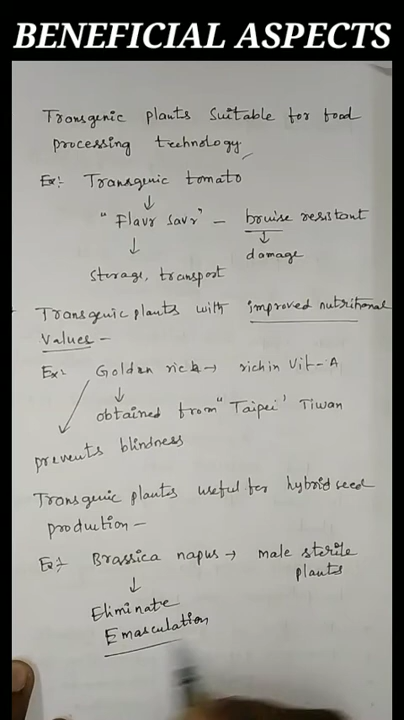 BENEFICIAL ASPECTS
Transgenic plants suitable for food
processing technology
Ex:- Transgenic tomato
↓
"Flavr savr" - bruise resistant
↓ ↓
damage
storage, transport
Transgenic plants with improved nutritional
values -
Ex:- Golden rich → rich in Vit-A
↓
obtained from "Taipei" Tiwan
prevents blindness
Transgenic plants useful for hybrid seed
production -
Ex:- Brassica napus → male sterile
plants
↓
Eliminate
Emasculation